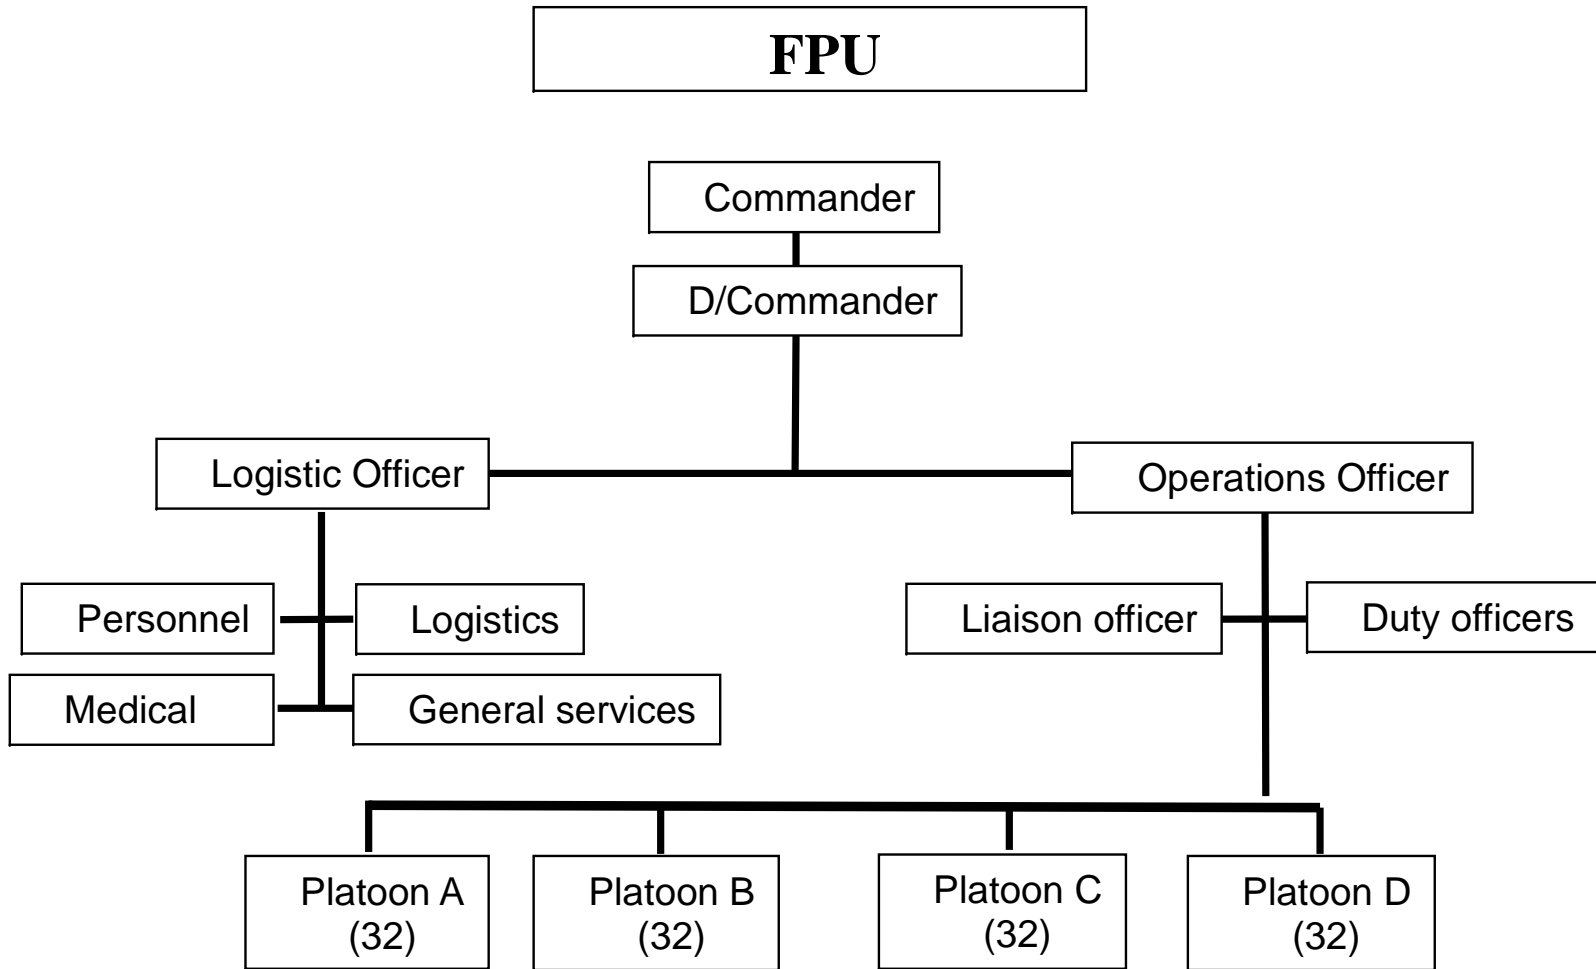 FPU
Commander
D/Commander
Logistic Officer
Operations Officer
Personnel
Logistics
Liaison officer
Duty officers
Medical
General services
Platoon A
(32)
Platoon B
(32)
Platoon C
(32)
Platoon D
(32)